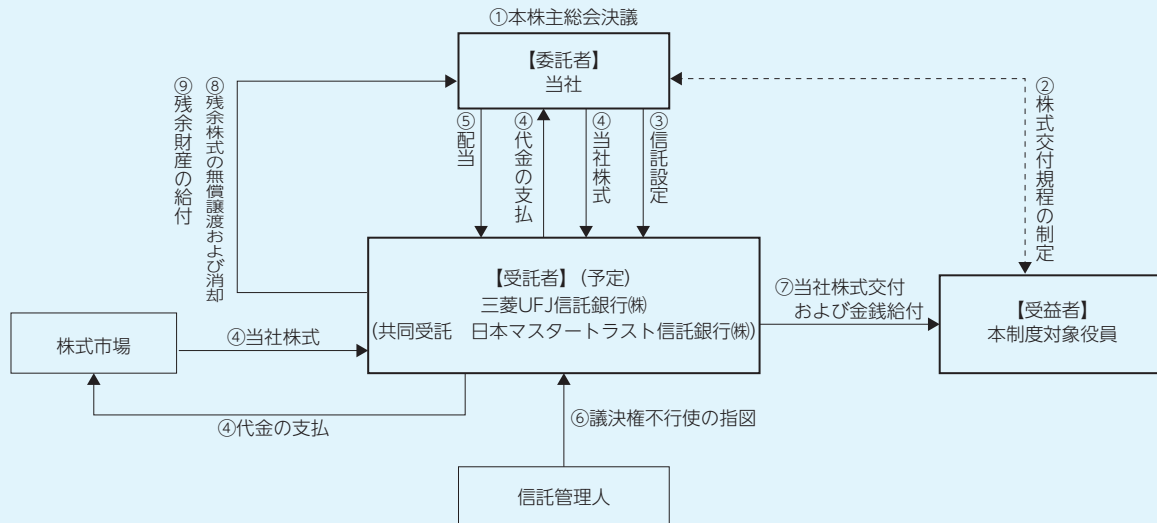 ①本株主総会決議
【委託者】
当社
⑨残余財産の給付
⑧残余株式の無償譲渡および消却
⑤配当
④代金の支払
④当社株式
③信託設定
②株式交付規程の制定
【受託者】（予定）
三菱UFJ信託銀行㈱
(共同受託　日本マスタートラスト信託銀行㈱)
⑦当社株式交付
および金銭給付
【受益者】
本制度対象役員
株式市場
④当社株式
④代金の支払
⑥議決権不行使の指図
信託管理人